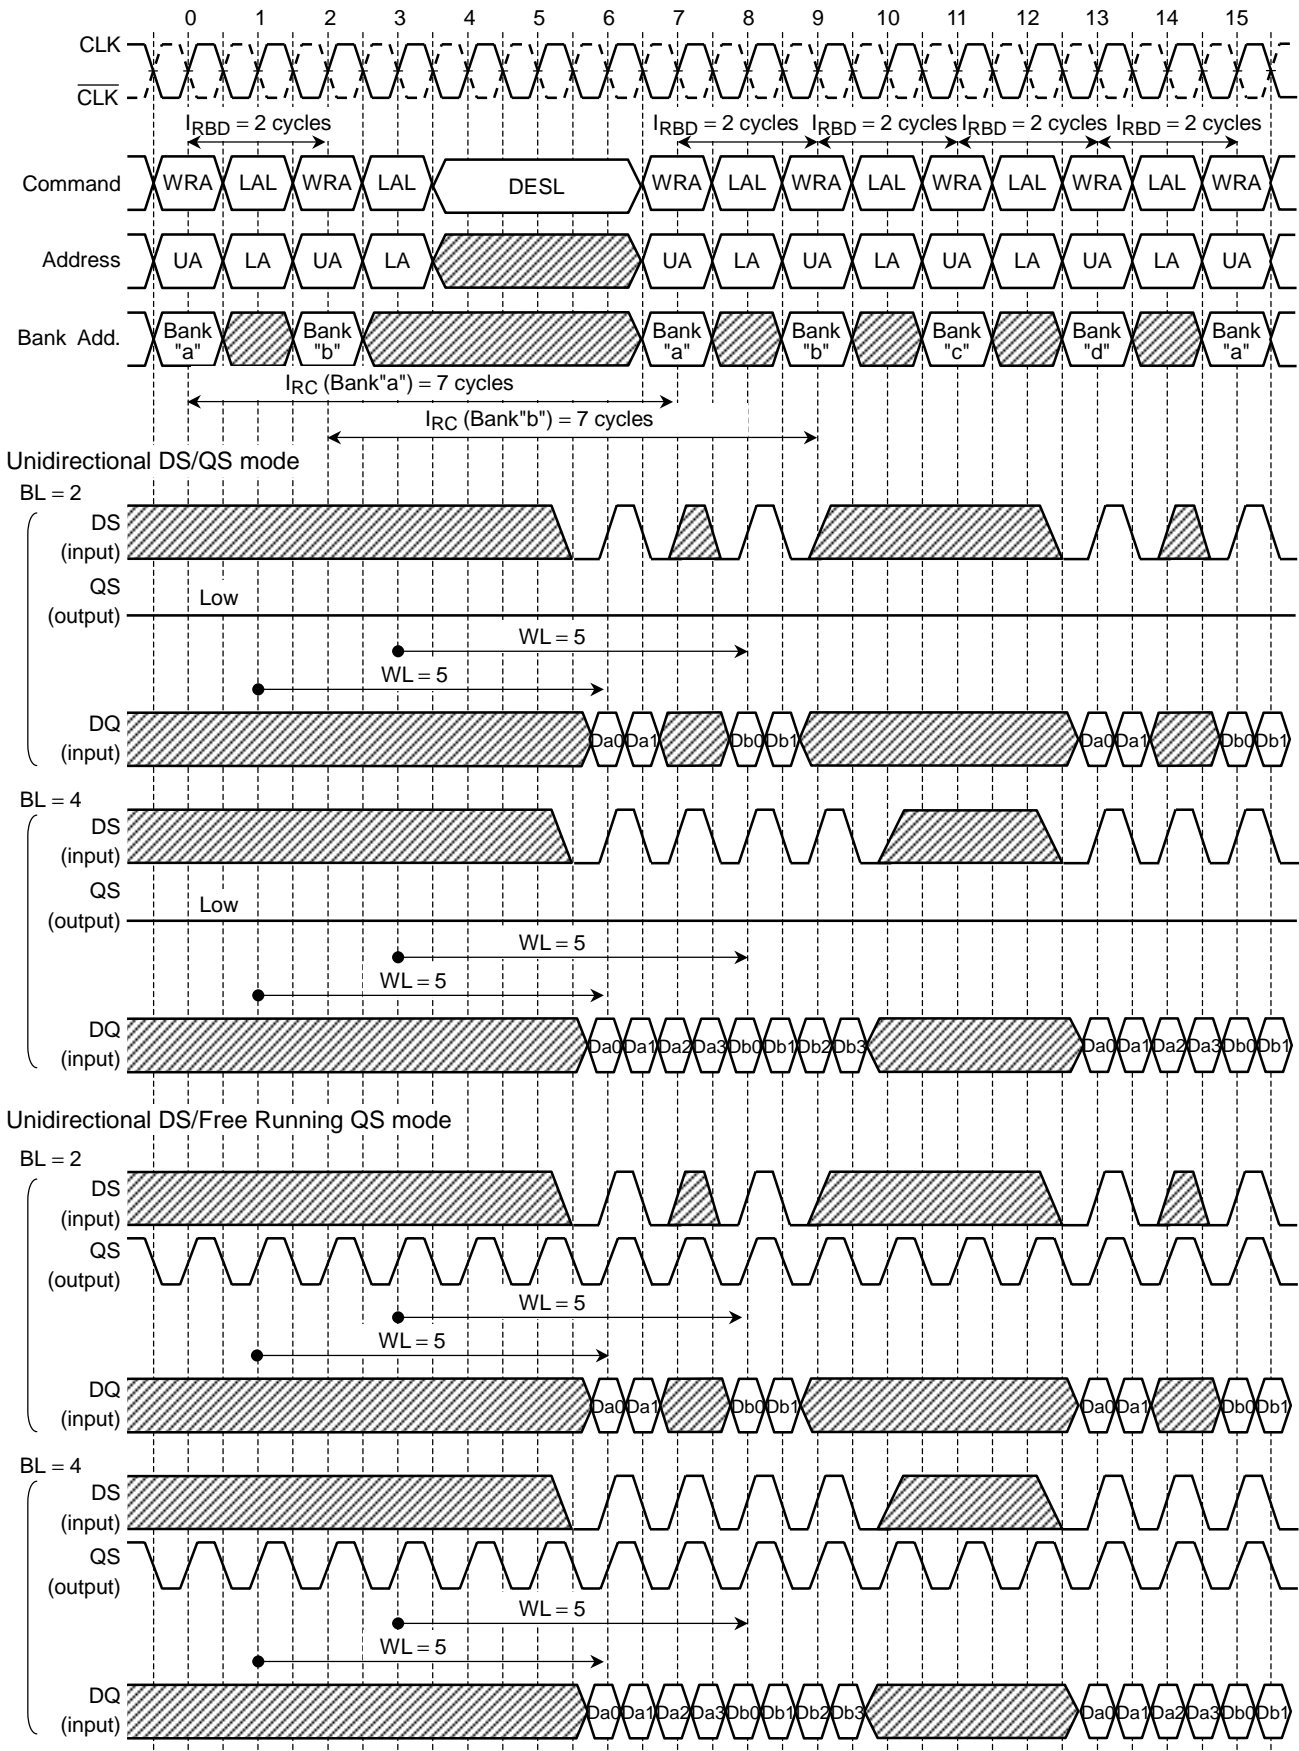 0 1 2 3 4 5 6 7 8 9 10 11 12 13 14 15
CLK
CLK
IRBD = 2 cycles IRBD = 2 cycles IRBD = 2 cycles IRBD = 2 cycles IRBD = 2 cycles
Command WRA LAL WRA LAL DESL WRA LAL WRA LAL WRA LAL WRA LAL WRA
Address UA LA UA LA UA LA UA LA UA LA UA LA UA
Bank Add. Bank "a" Bank "b" Bank "a" Bank "b" Bank "c" Bank "d" Bank "a"
IRC (Bank"a") = 7 cycles
IRC (Bank"b") = 7 cycles
Unidirectional DS/QS mode
BL = 2
DS
(input)
QS
(output) Low
WL = 5
WL = 5
DQ
(input) Da0 Da1 Db0 Db1 Da0 Da1 Db0 Db1
BL = 4
DS
(input)
QS
(output) Low
WL = 5
WL = 5
DQ
(input) Da0 Da1 Da2 Da3 Db0 Db1 Db2 Db3 Da0 Da1 Da2 Da3 Db0 Db1
Unidirectional DS/Free Running QS mode
BL = 2
DS
(input)
QS
(output)
WL = 5
WL = 5
DQ
(input) Da0 Da1 Db0 Db1 Da0 Da1 Db0 Db1
BL = 4
DS
(input)
QS
(output)
WL = 5
WL = 5
DQ
(input) Da0 Da1 Da2 Da3 Db0 Db1 Db2 Db3 Da0 Da1 Da2 Da3 Db0 Db1